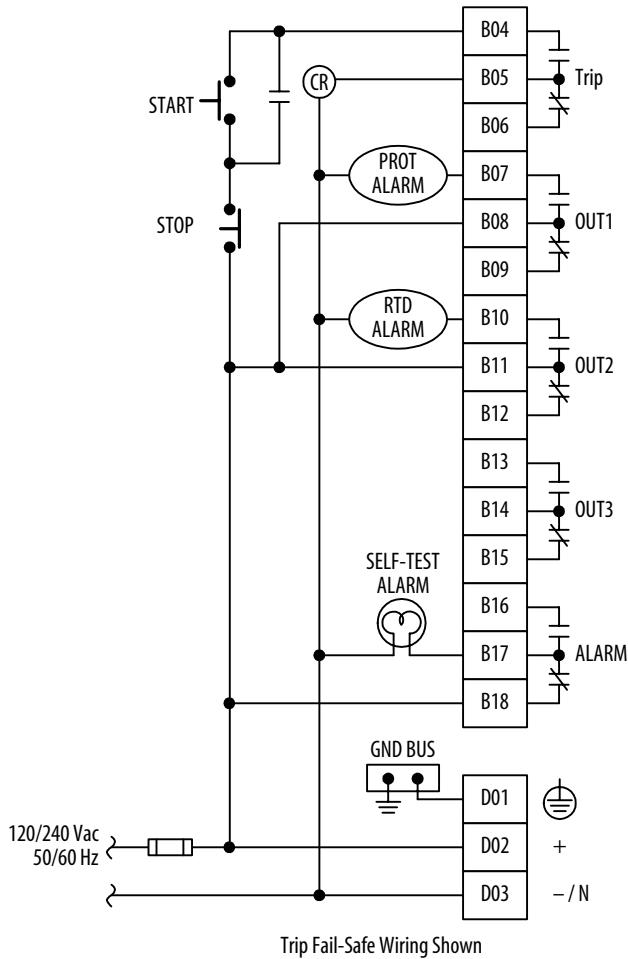 B04
START
CR
B05
Trip
B06
PROT
ALARM
B07
STOP
B08
OUT1
B09
RTD
ALARM
B10
B11
OUT2
B12
B13
B14
OUT3
B15
SELF-TEST
ALARM
B16
B17
ALARM
B18
GND BUS
D01
120/240 Vac
50/60 Hz
D02
+
D03
– / N
Trip Fail-Safe Wiring Shown